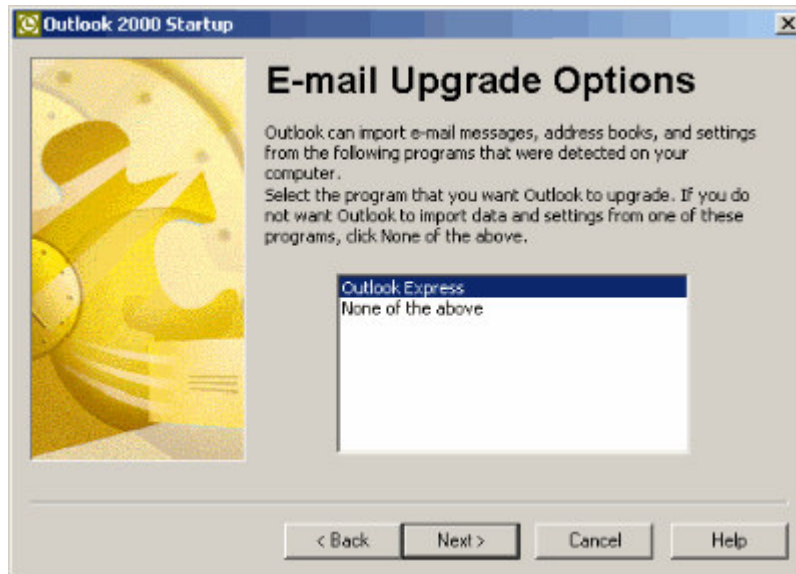 Outlook 2000 Startup
E-mail Upgrade Options
Outlook can import e-mail messages, address books, and settings
from the following programs that were detected on your
computer.
Select the program that you want Outlook to upgrade. If you do
not want Outlook to import data and settings from one of these
programs, click None of the above.
Outlook Express
None of the above
< Back Next > Cancel Help